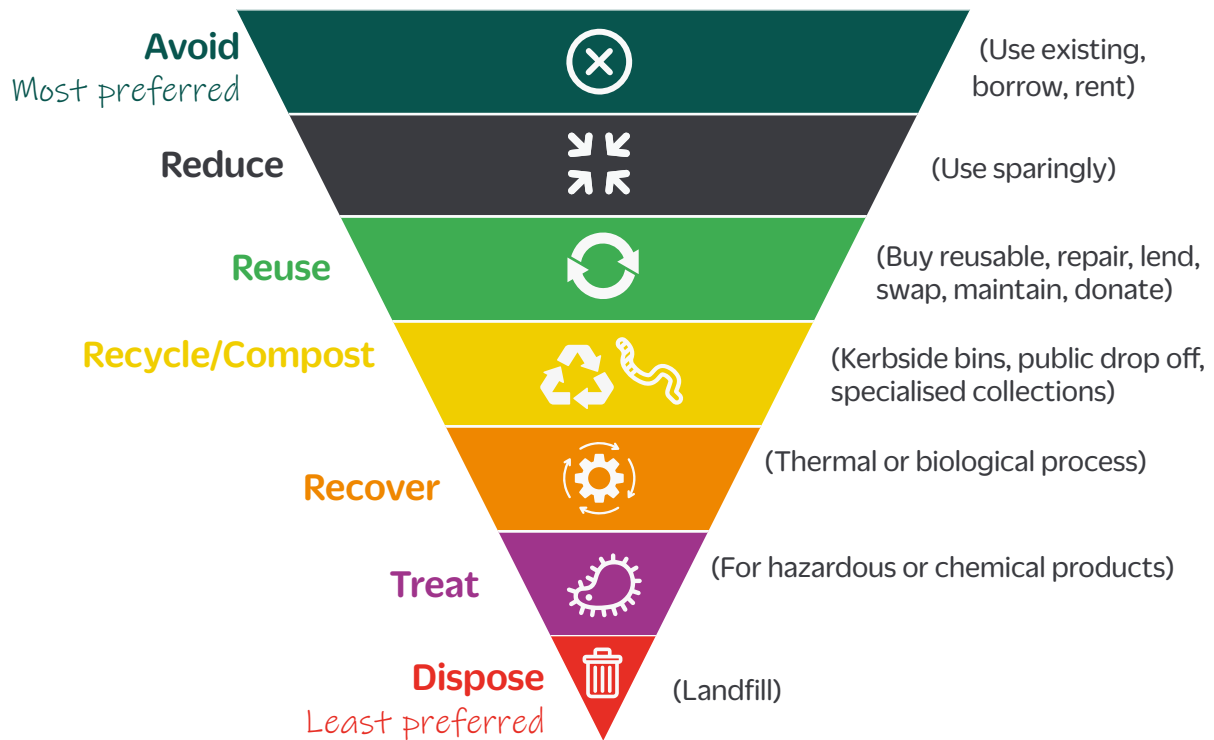 Avoid
Most preferred
(Use existing,
borrow, rent)
Reduce
(Use sparingly)
Reuse
(Buy reusable, repair, lend,
swap, maintain, donate)
Recycle/Compost
(Kerbside bins, public drop off,
specialised collections)
Recover
(Thermal or biological process)
Treat
(For hazardous or chemical products)
Dispose
Least preferred
(Landfill)